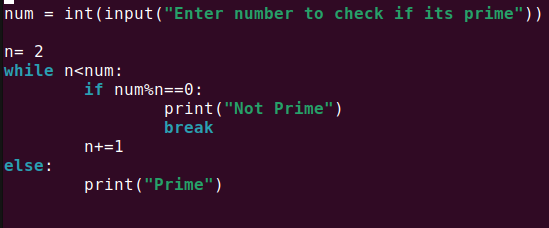 num = int(input("Enter number to check if its prime"))
n= 2
while n<num:
        if num%n==0:
                print("Not Prime")
                break
        n+=1
else:
        print("Prime")